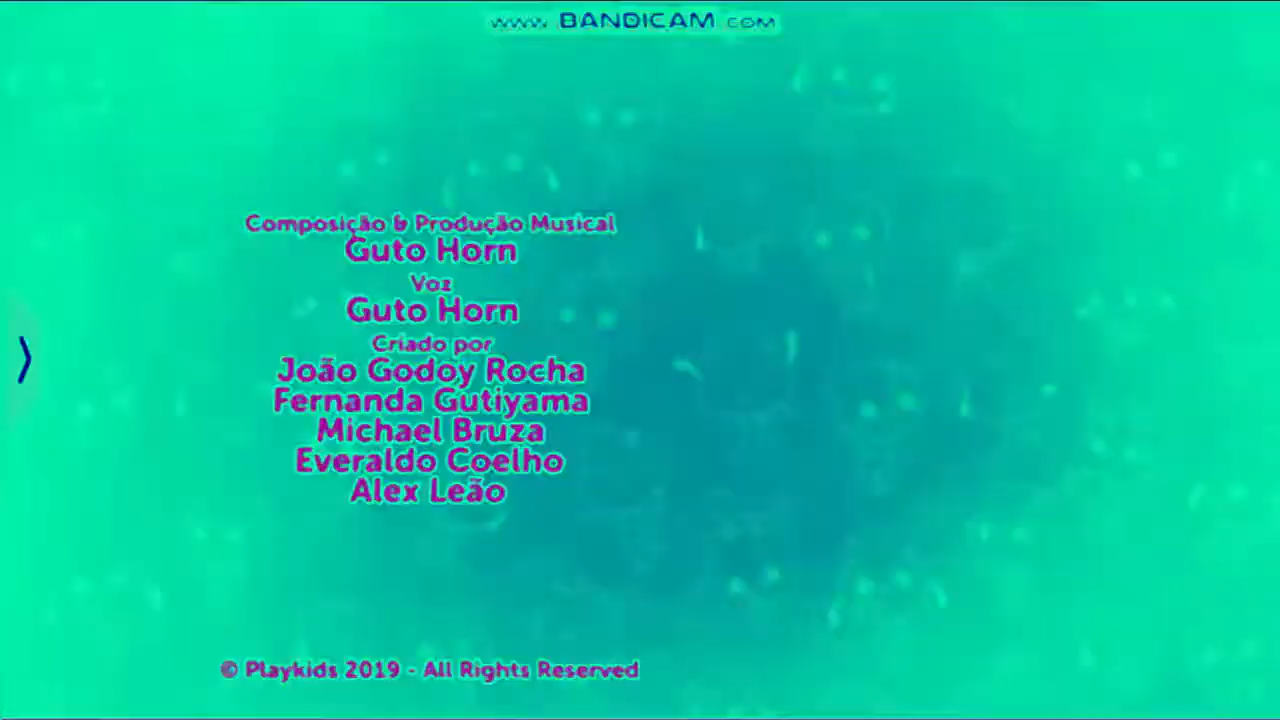 www.BANDICAM.COM
Composição & Produção Musical
Guto Horn
Voz
Guto Horn
Criado por
João Godoy Rocha
Fernanda Gutiyama
Michael Bruza
Everaldo Coelho
Alex Leão
© Playkids 2019 - All Rights Reserved